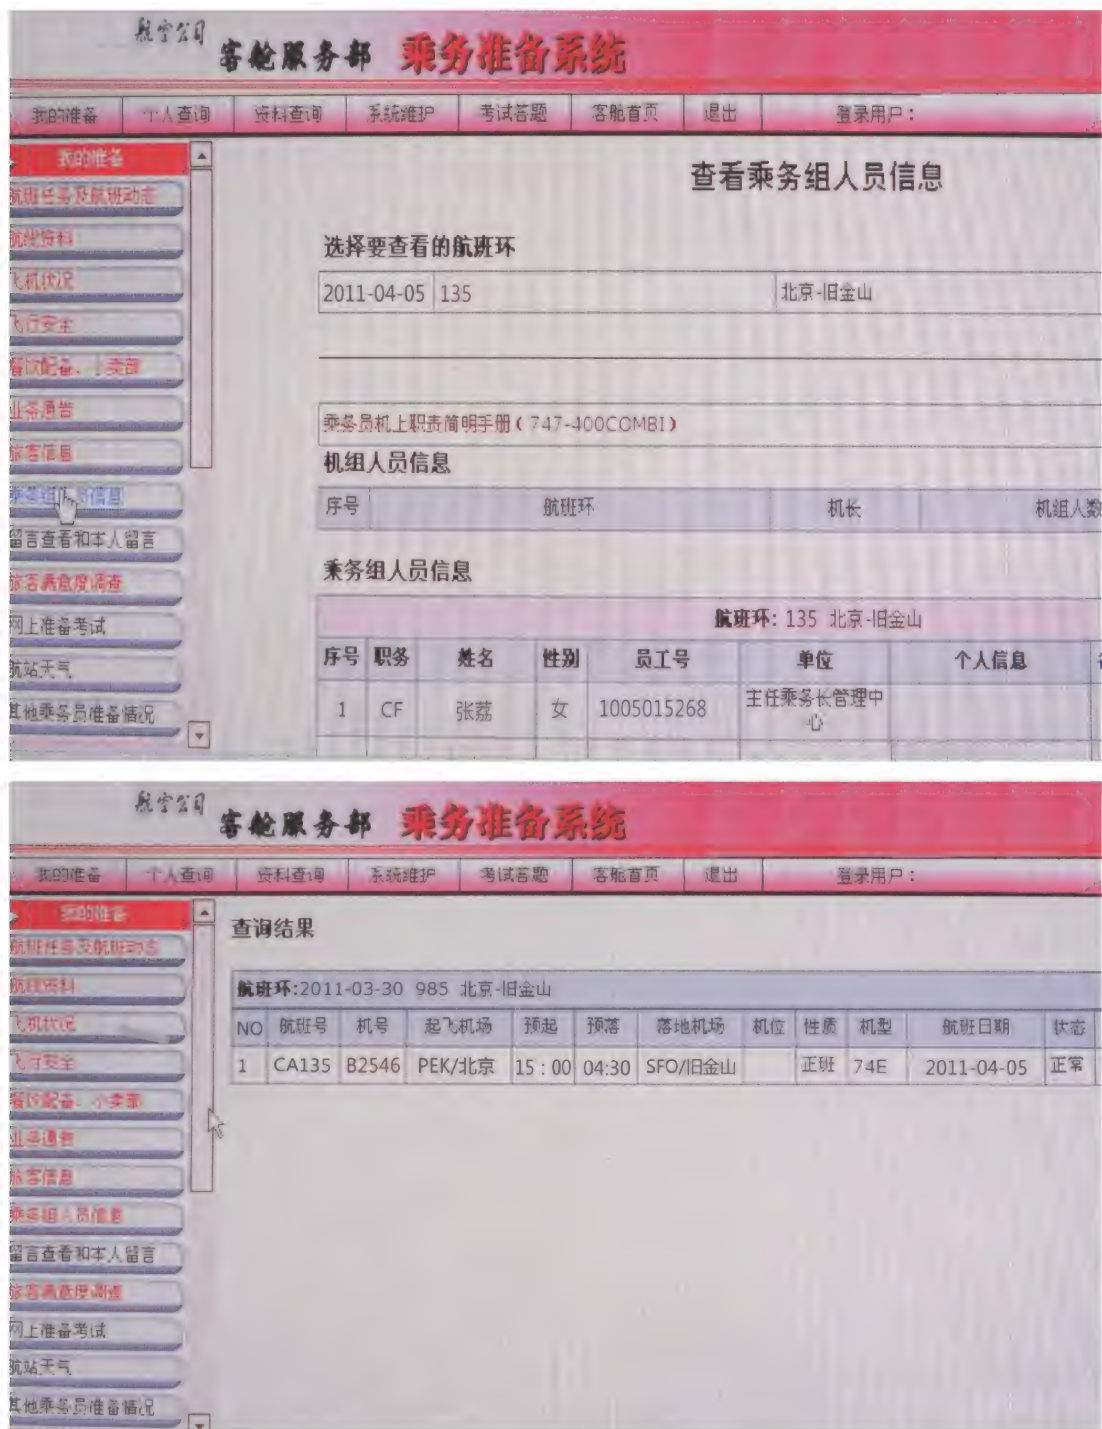 航空公司
客舱服务部 乘务准备系统
我的准备 个人查询 资料查询 系统维护 考试答题 客舱首页 退出 登录用户：
我的准备
航班任务及航班动态
航线资料
飞机状况
飞行安全
餐饮配备、小卖部
业务通告
旅客信息
乘务组人员信息
留言查看和本人留言
旅客满意度调查
网上准备考试
航站天气
其他乘务员准备情况
查看乘务组人员信息
选择要查看的航班环
2011-04-05 135 北京-旧金山
乘务员机上职责简明手册(747-400COMBI)
机组人员信息
序号 航班环 机长 机组人数
乘务组人员信息
航班环: 135 北京-旧金山
序号 职务 姓名 性别 员工号 单位 个人信息
1 CF 张荔 女 1005015268 主任乘务长管理中
心
航空公司
客舱服务部 乘务准备系统
我的准备 个人查询 资料查询 系统维护 考试答题 客舱首页 退出 登录用户：
我的准备
航班任务及航班动态
航线资料
飞机状况
飞行安全
餐饮配备、小卖部
业务通告
旅客信息
乘务组人员信息
留言查看和本人留言
旅客满意度调查
网上准备考试
航站天气
其他乘务员准备情况
查询结果
航班环:2011-03-30 985 北京-旧金山
NO 航班号 机号 起飞机场 预起 预落 落地机场 机位 性质 机型 航班日期 状态
1 CA135 B2546 PEK/北京 15：00 04:30 SFO/旧金山 正班 74E 2011-04-05 正常